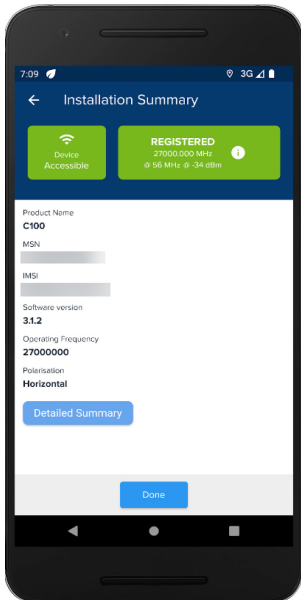 7:09
3G
Installation Summary
Device
Accessible
REGISTERED
27000.000 MHz
@ 56 MHz @ -34 dBm
Product Name
C100
MSN
IMSI
Software version
3.1.2
Operating Frequency
27000000
Polarisation
Horizontal
Detailed Summary
Done